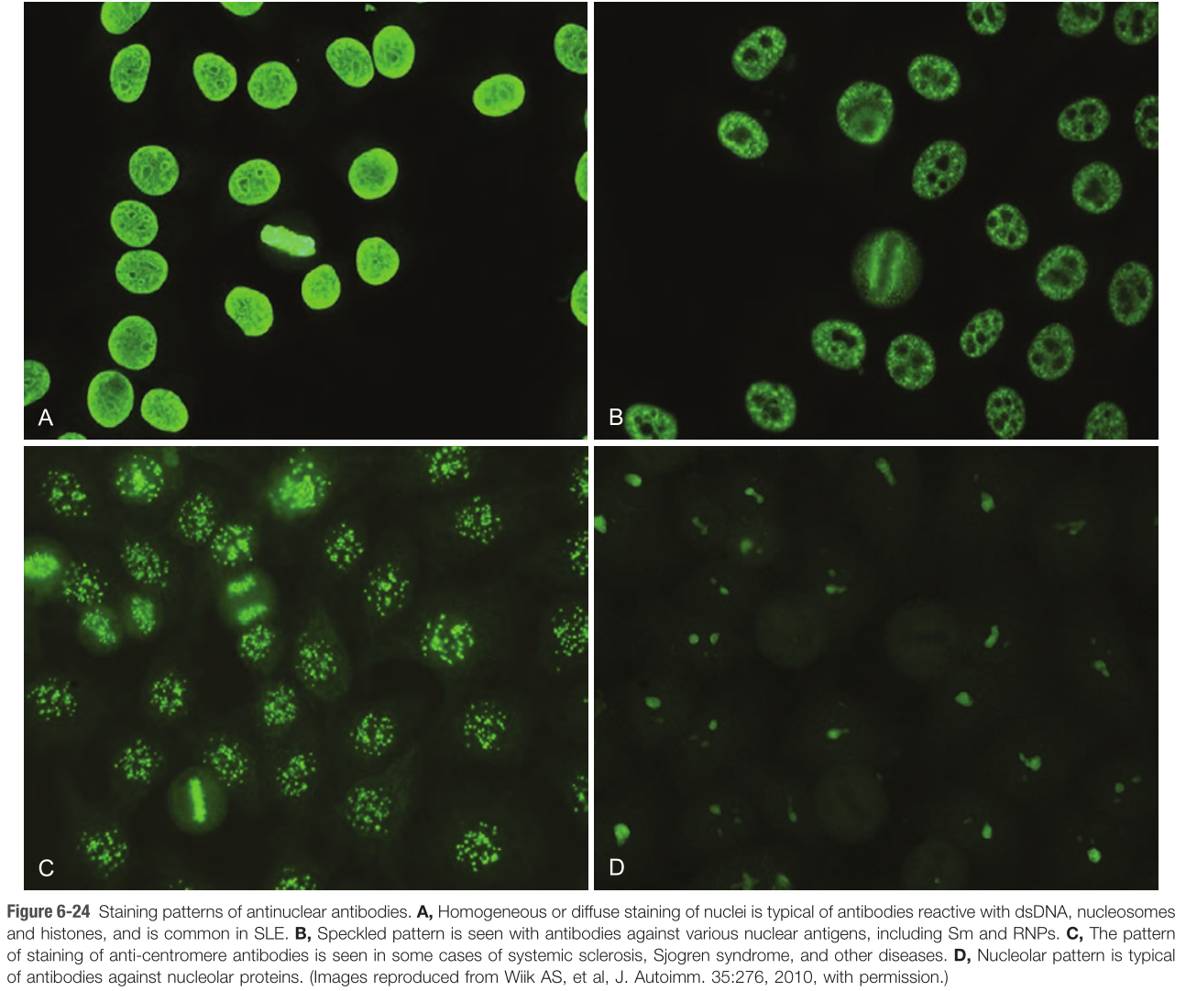 A
B
C
D
Figure 6-24 Staining patterns of antinuclear antibodies. A, Homogeneous or diffuse staining of nuclei is typical of antibodies reactive with dsDNA, nucleosomes
and histones, and is common in SLE. B, Speckled pattern is seen with antibodies against various nuclear antigens, including Sm and RNPs. C, The pattern
of staining of anti-centromere antibodies is seen in some cases of systemic sclerosis, Sjogren syndrome, and other diseases. D, Nucleolar pattern is typical
of antibodies against nucleolar proteins. (Images reproduced from Wiik AS, et al, J. Autoimm. 35:276, 2010, with permission.)